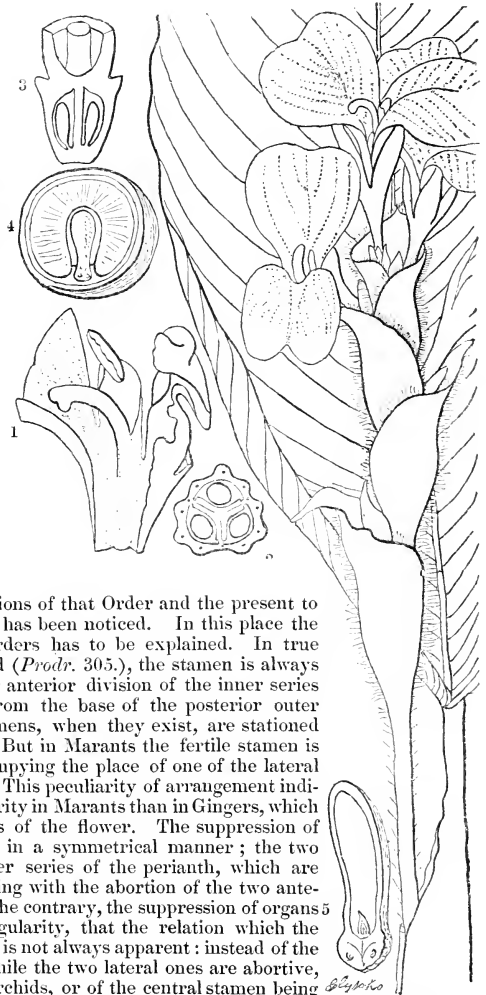 3
4
1
2
ions of that Order and the present to
has been noticed. In this place the
rders has to be explained. In true
d (Prodr. 305.), the stamen is always
anterior division of the inner series
rom the base of the posterior outer
mens, when they exist, are stationed
But in Marants the fertile stamen is
upying the place of one of the lateral
This peculiarity of arrangement indi-
rity in Marants than in Gingers, which
s of the flower. The suppression of
in a symmetrical manner; the two
er series of the perianth, which are
ing with the abortion of the two ante-
he contrary, the suppression of organs
5
gularity, that the relation which the
is not always apparent: instead of the
hile the two lateral ones are abortive,
rchids, or of the central stamen being